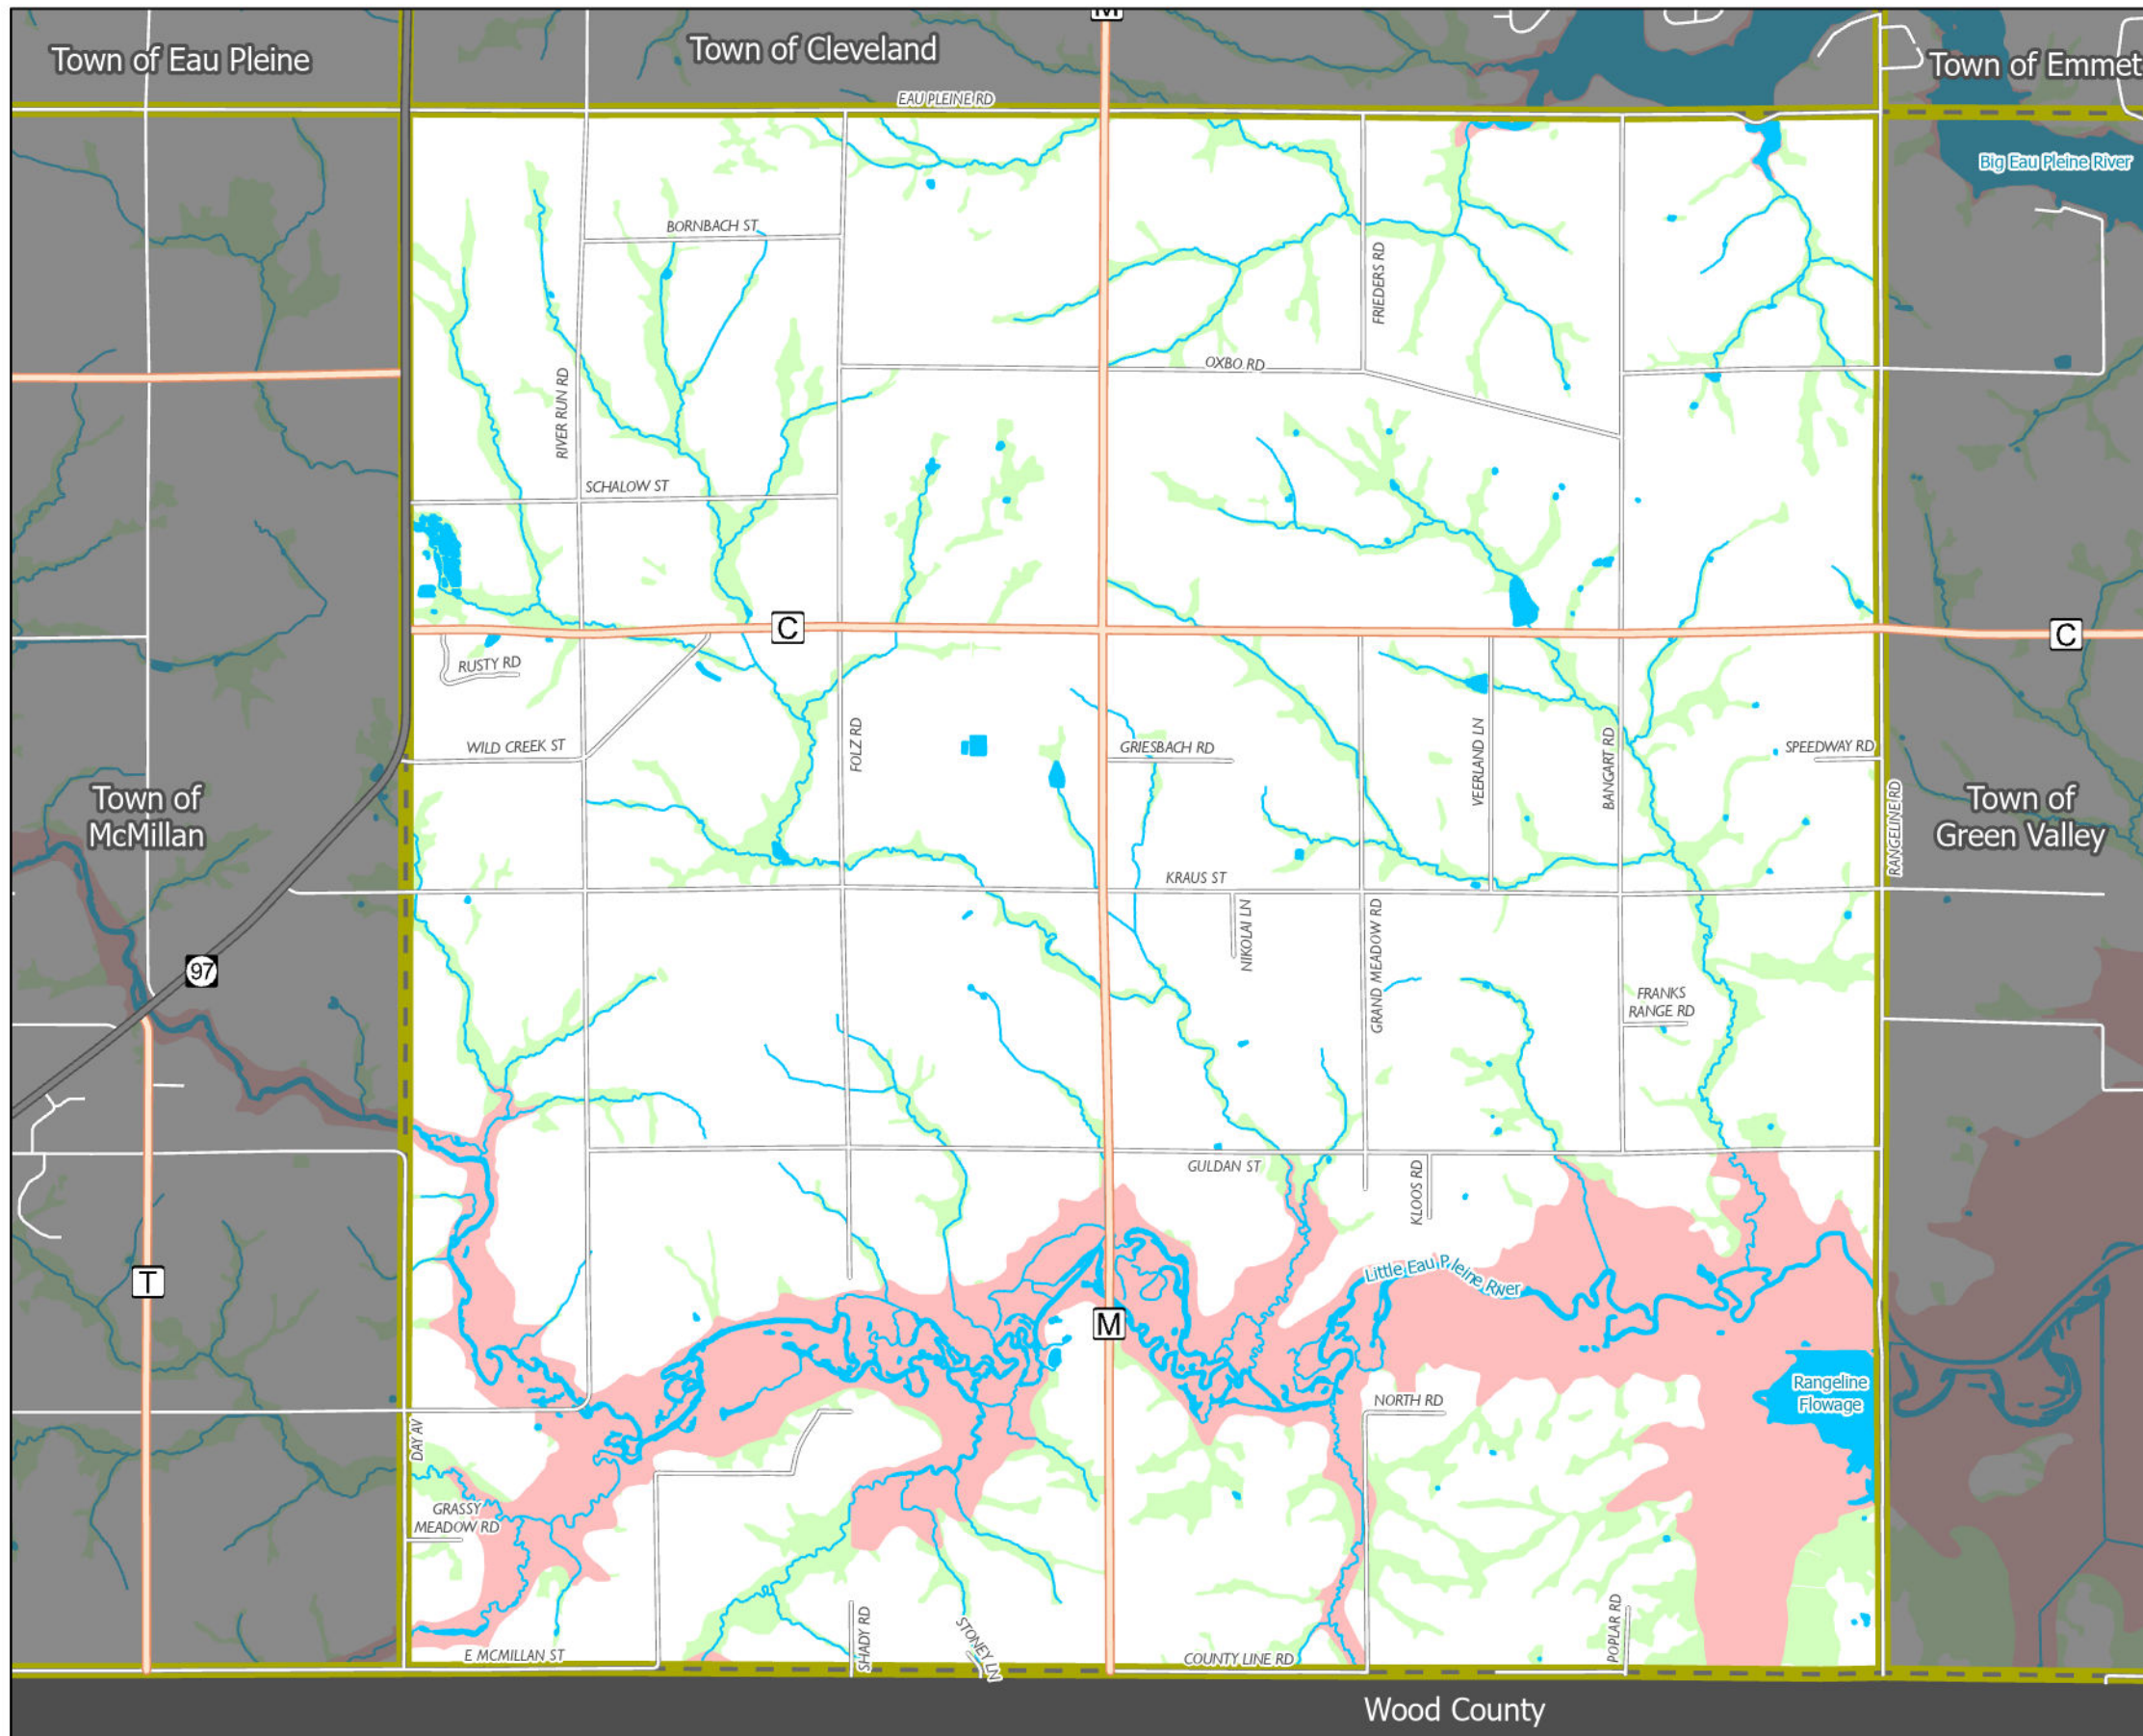 M
Town of Eau Pleine
Town of Cleveland
Town of Emmet
EAU PLEINE RD
Big Eau Pleine River
BORNBACH ST
FRIEDERS RD
OXBO RD
RIVER RUN RD
SCHALOW ST
C
C
RUSTY RD
WILD CREEK ST
FOLZ RD
GRIESBACH RD
VEERLAND LN
BANGART RD
SPEEDWAY RD
RANGELINE RD
Town of
McMillan
Town of
Green Valley
KRAUS ST
NIKOLAI LN
GRAND MEADOW RD
97
FRANKS
RANGE RD
GULDAN ST
KLOOS RD
T
Little Eau Pleine River
M
Rangeline
Flowage
NORTH RD
DAY AV
GRASSY
MEADOW RD
SHADY RD
STONEY LN
POPLAR RD
E MCMILLAN ST
COUNTY LINE RD
Wood County